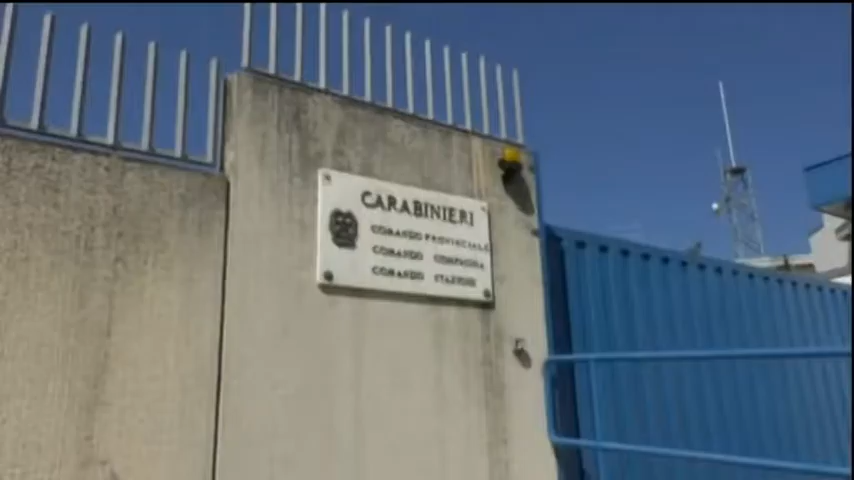 CARABINIERI
COMANDO PROVINCIALE
COMANDO COMPAGNIA
COMANDO STAZIONE